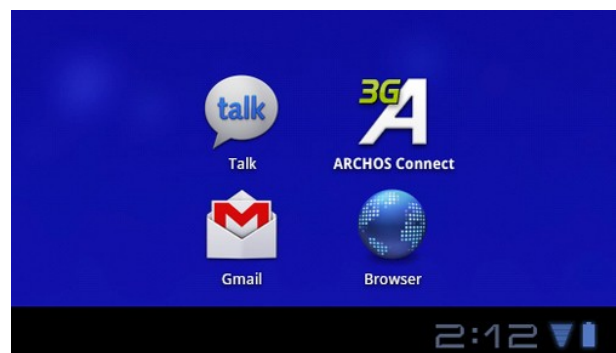 talk
3G
A
Talk
ARCHOS Connect
Gmail
Browser
2:12